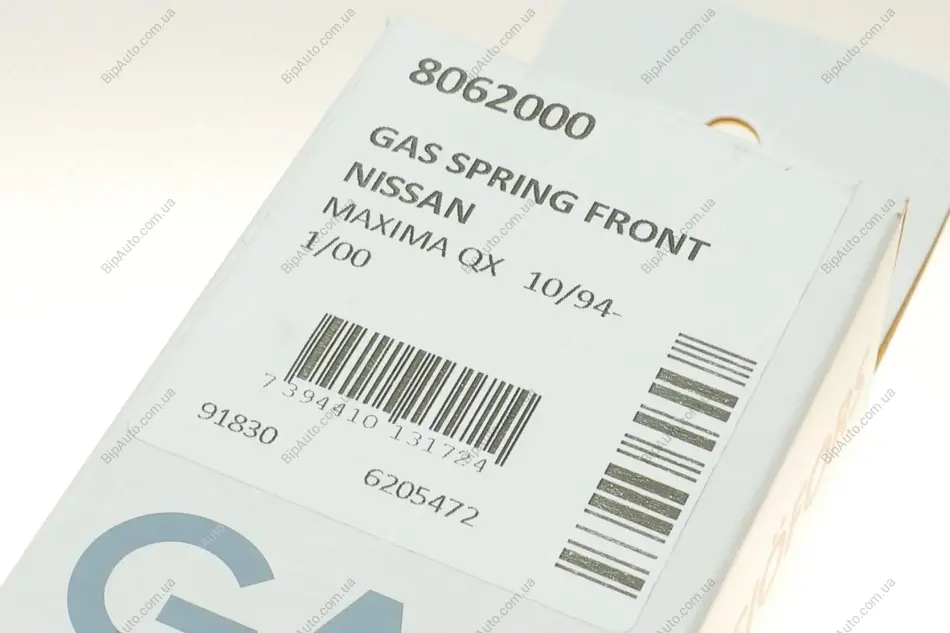 8062000
GAS SPRING FRONT
NISSAN
MAXIMA QX 10/94-
1/00
7 394410 131724
91830
6205472
GA
BipAuto.com.ua